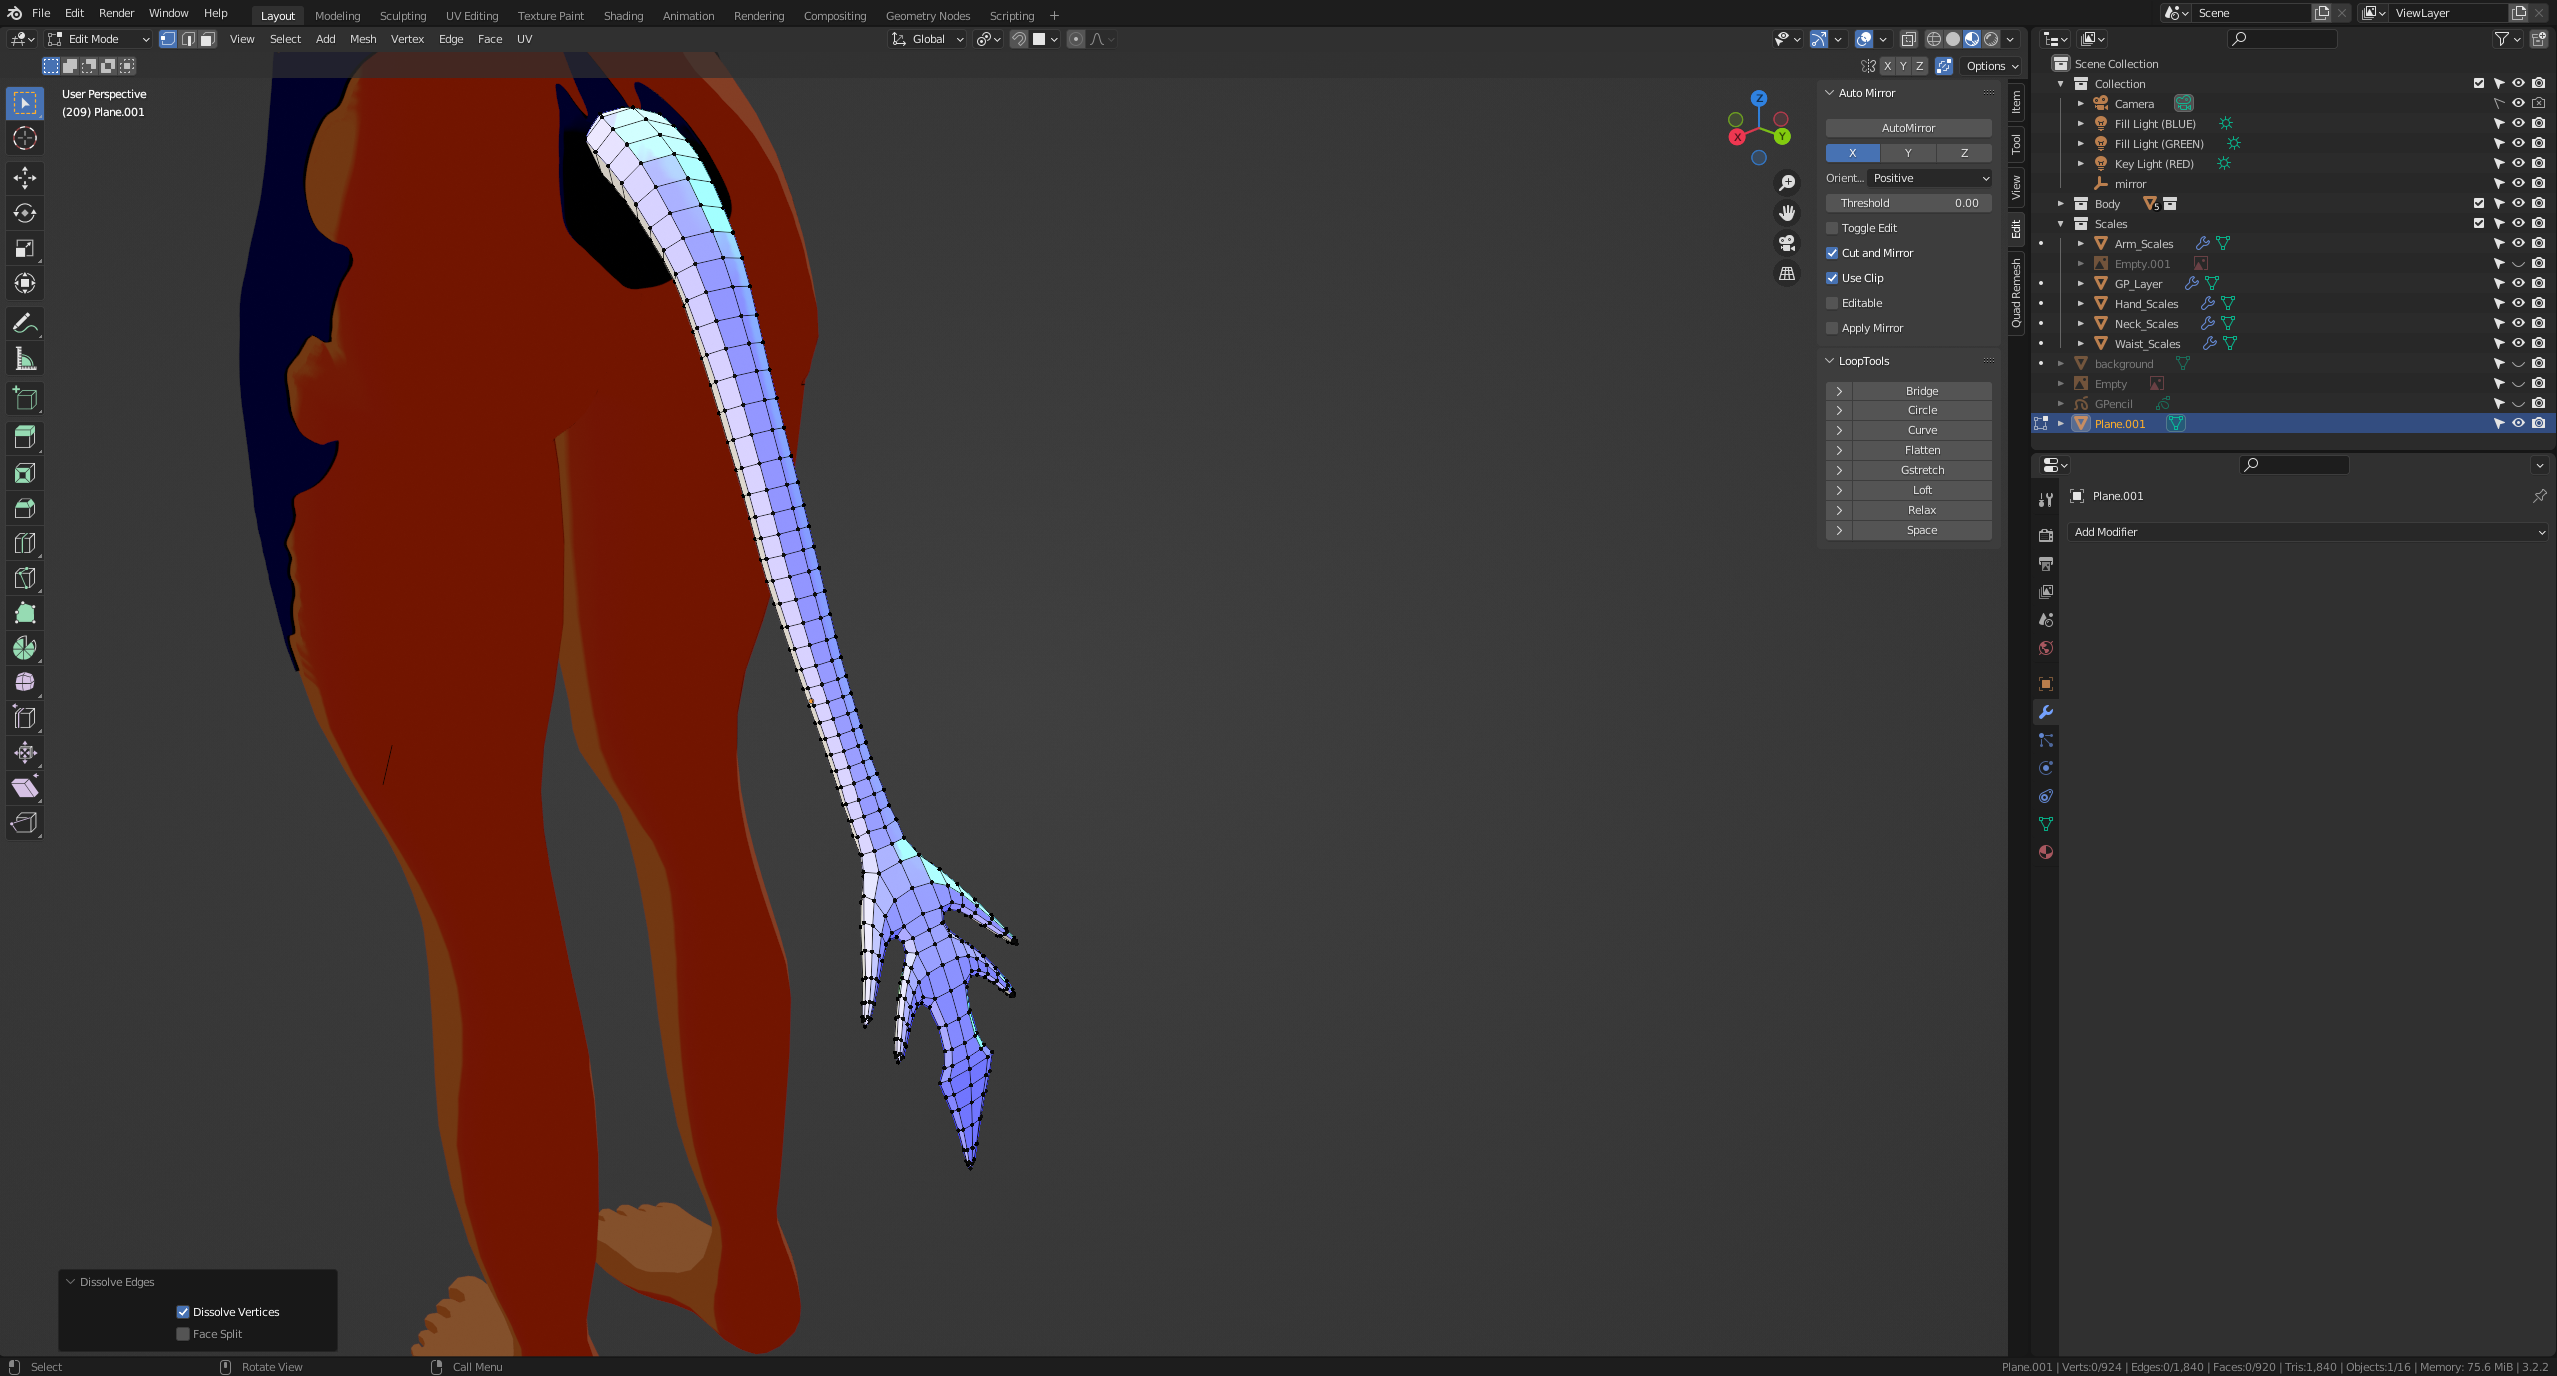 File Edit Render Window Help Layout Modeling Sculpting UV Editing Texture Paint Shading Animation Rendering Compositing Geometry Nodes Scripting + Scene ViewLayer
Edit Mode View Select Add Mesh Vertex Edge Face UV Global
X Y Z Options
User Perspective
(209) Plane.001
Z
X
Y
Item
Tool
View
Edit
Quad Remesh
Auto Mirror
AutoMirror
X Y Z
Orient... Positive
Threshold 0.00
Toggle Edit
Cut and Mirror
Use Clip
Editable
Apply Mirror
LoopTools
Bridge
Circle
Curve
Flatten
Gstretch
Loft
Relax
Space
Scene Collection
Collection
Camera
Fill Light (BLUE)
Fill Light (GREEN)
Key Light (RED)
mirror
Body 5
Scales
Arm_Scales
Empty.001
GP_Layer
Hand_Scales
Neck_Scales
Waist_Scales
background
Empty
GPencil
Plane.001
Plane.001
Add Modifier
Dissolve Edges
Dissolve Vertices
Face Split
Select Rotate View Call Menu
Plane.001 | Verts:0/924 | Edges:0/1,840 | Faces:0/920 | Tris:1,840 | Objects:1/16 | Memory: 75.6 MiB | 3.2.2